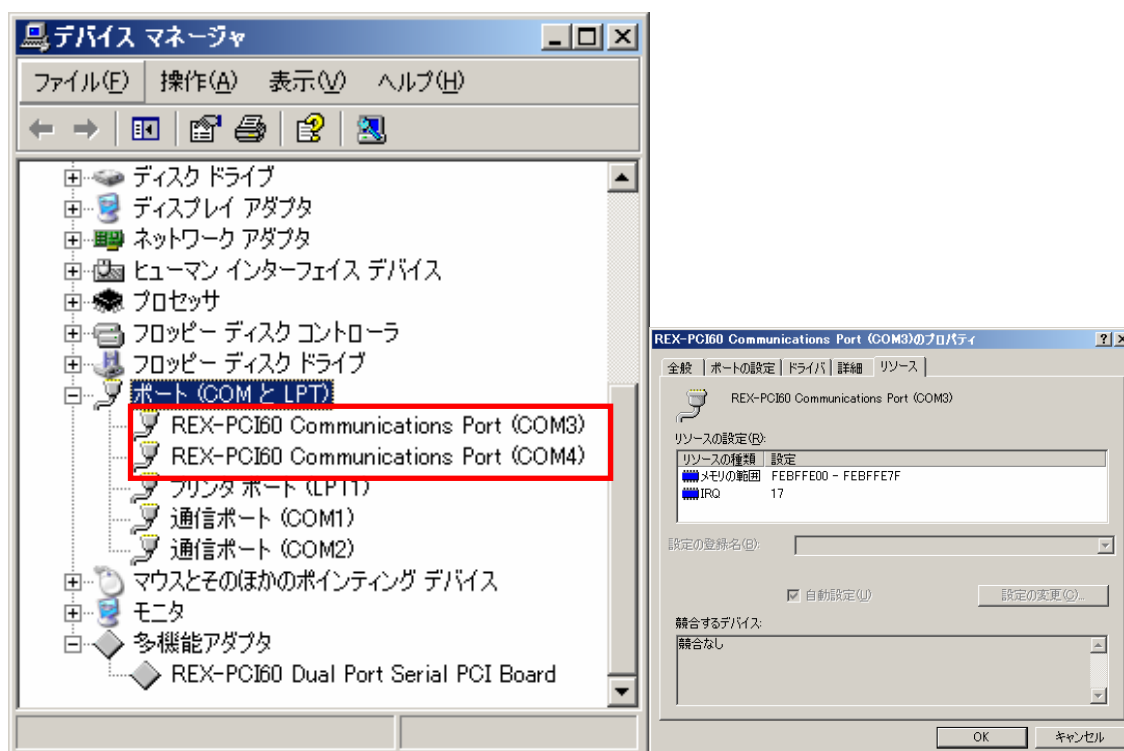 デバイス マネージャ
ファイル(F) 操作(A) 表示(V) ヘルプ(H)
ディスク ドライブ
ディスプレイ アダプタ
ネットワーク アダプタ
ヒューマン インターフェイス デバイス
プロセッサ
フロッピー ディスク コントローラ
フロッピー ディスク ドライブ
ポート (COM と LPT)
REX-PCI60 Communications Port (COM3)
REX-PCI60 Communications Port (COM4)
プリンタ ポート (LPT1)
通信ポート (COM1)
通信ポート (COM2)
マウスとそのほかのポインティング デバイス
モニタ
多機能アダプタ
REX-PCI60 Dual Port Serial PCI Board
REX-PCI60 Communications Port (COM3)のプロパティ
全般 ポートの設定 ドライバ 詳細 リソース
REX-PCI60 Communications Port (COM3)
リソースの設定(R):
リソースの種類 設定
メモリの範囲 FEBFFE00 - FEBFFE7F
IRQ 17
設定の登録名(B):
自動設定(U) 設定の変更(C)...
競合するデバイス:
競合なし
OK キャンセル